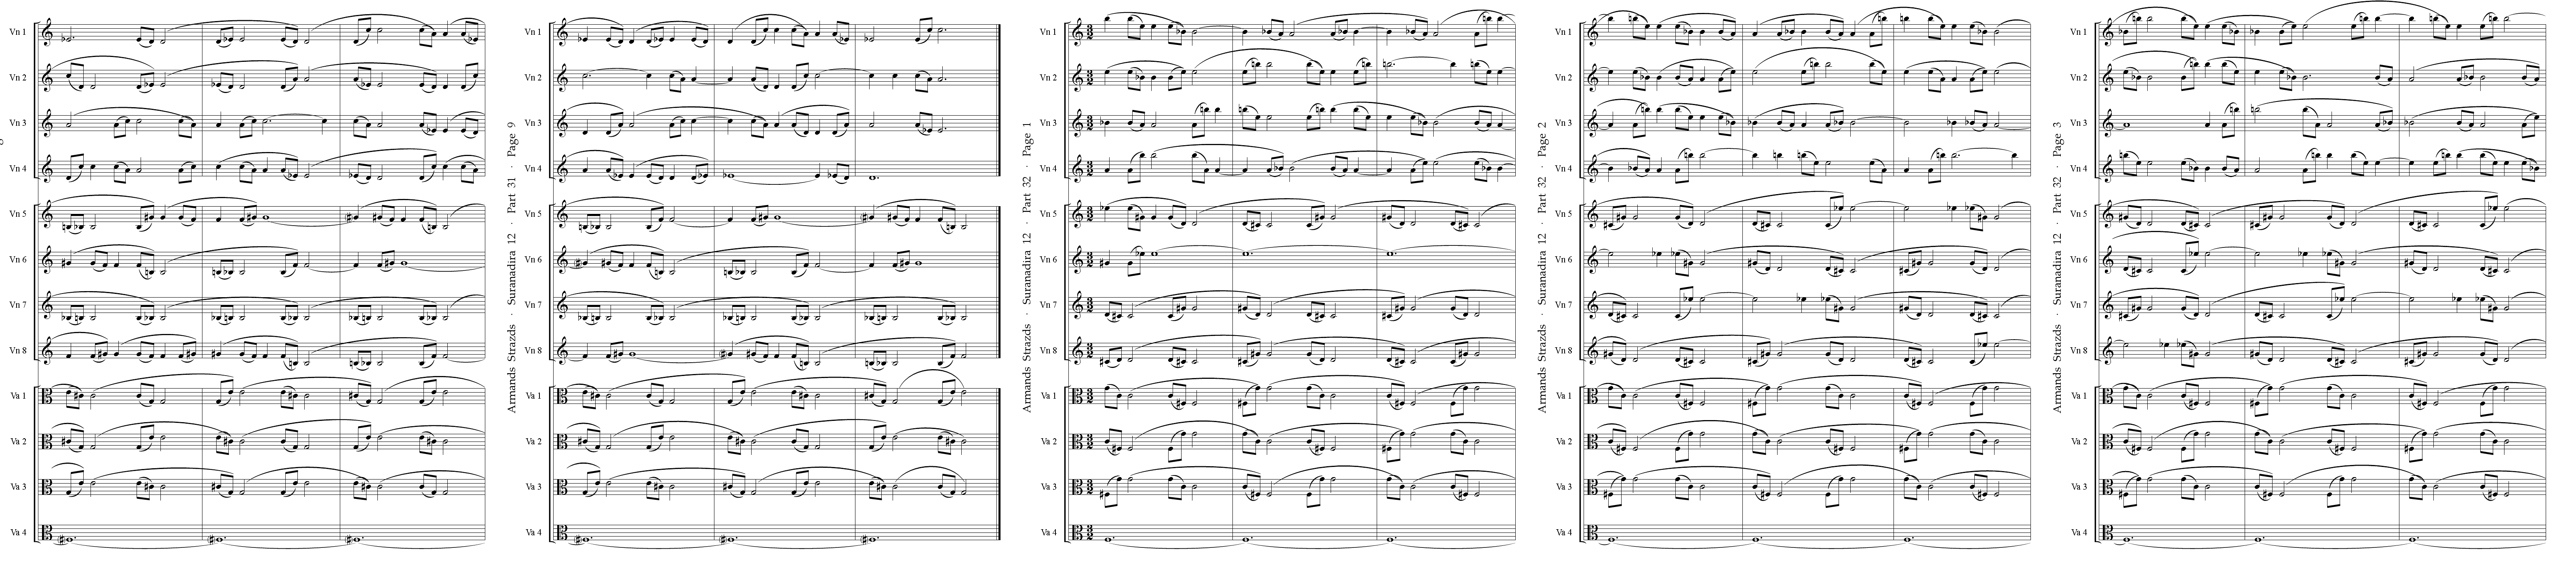 Vn 1
Vn 2
Vn 3
Vn 4
Vn 5
Vn 6
Vn 7
Vn 8
Va 1
Va 2
Va 3
Va 4
Armands Strazds · Suranadira 12 · Part 31 · Page 9
Vn 1
Vn 2
Vn 3
Vn 4
Vn 5
Vn 6
Vn 7
Vn 8
Va 1
Va 2
Va 3
Va 4
Armands Strazds · Suranadira 12 · Part 32 · Page 1
Vn 1
Vn 2
Vn 3
Vn 4
Vn 5
Vn 6
Vn 7
Vn 8
Va 1
Va 2
Va 3
Va 4
Armands Strazds · Suranadira 12 · Part 32 · Page 2
Vn 1
Vn 2
Vn 3
Vn 4
Vn 5
Vn 6
Vn 7
Vn 8
Va 1
Va 2
Va 3
Va 4
Armands Strazds · Suranadira 12 · Part 32 · Page 3
Vn 1
Vn 2
Vn 3
Vn 4
Vn 5
Vn 6
Vn 7
Vn 8
Va 1
Va 2
Va 3
Va 4